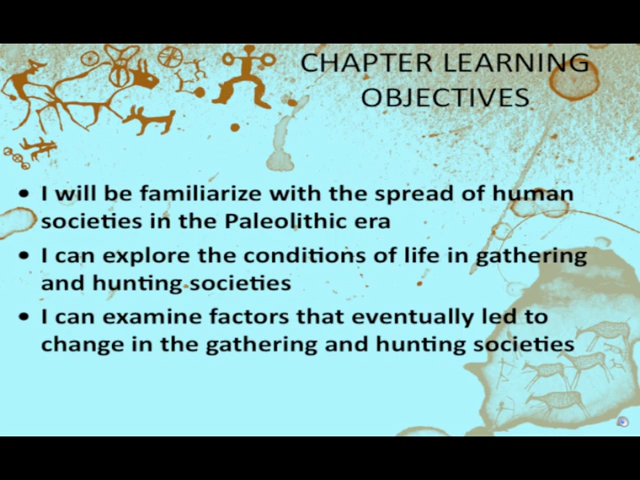 CHAPTER LEARNING
OBJECTIVES
• I will be familiarize with the spread of human
societies in the Paleolithic era
• I can explore the conditions of life in gathering
and hunting societies
• I can examine factors that eventually led to
change in the gathering and hunting societies